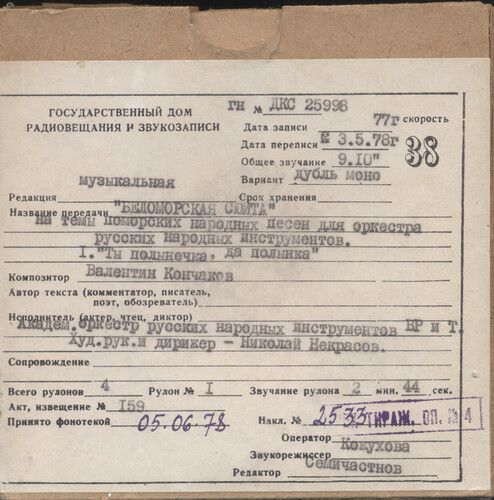 ГОСУДАРСТВЕННЫЙ ДОМ
РАДИОВЕЩАНИЯ И ЗВУКОЗАПИСИ
ГН № ДКС 25998
Дата записи 77г скорость
Дата переписи 3.5.78г 38
Общее звучание 9.10"
Вариант дубль моно
Редакция музыкальная Срок хранения
Название передачи "БЕЛОМОРСКАЯ СЮИТА"
на темы поморских народных песен для оркестра
русских народных инструментов.
I. "Ты полынечка, да полынка"
Композитор Валентин Кончаков
Автор текста (комментатор, писатель,
поэт, обозреватель)
Исполнитель (актер, чтец, диктор)
Академ. оркестр русских народных инструментов ВР и Т.
Худ.рук.и дирижер - Николай Некрасов.
Сопровождение
Всего рулонов 4 Рулон № I Звучание рулона 2 мин. 44 сек.
Акт, извещение № I59
Принято фонотекой 05.06.78 Накл. № 2533
ТИРАЖ. ОП. № 4
Оператор Кокухова
Звукорежиссер Семичастнов
Редактор